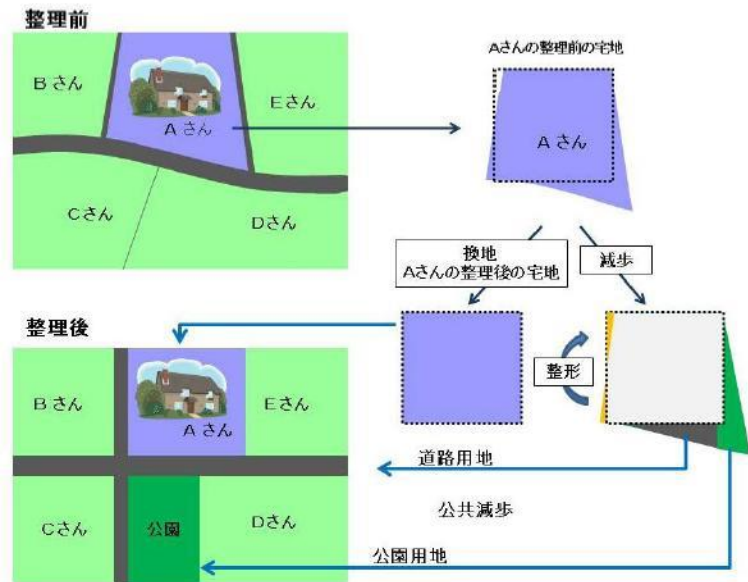 整理前
Bさん
Aさん
Eさん
Cさん
Dさん
Aさんの整理前の宅地
Aさん
換地
Aさんの整理後の宅地
減歩
整形
整理後
Bさん
Aさん
Eさん
Cさん
公園
Dさん
道路用地
公共減歩
公園用地